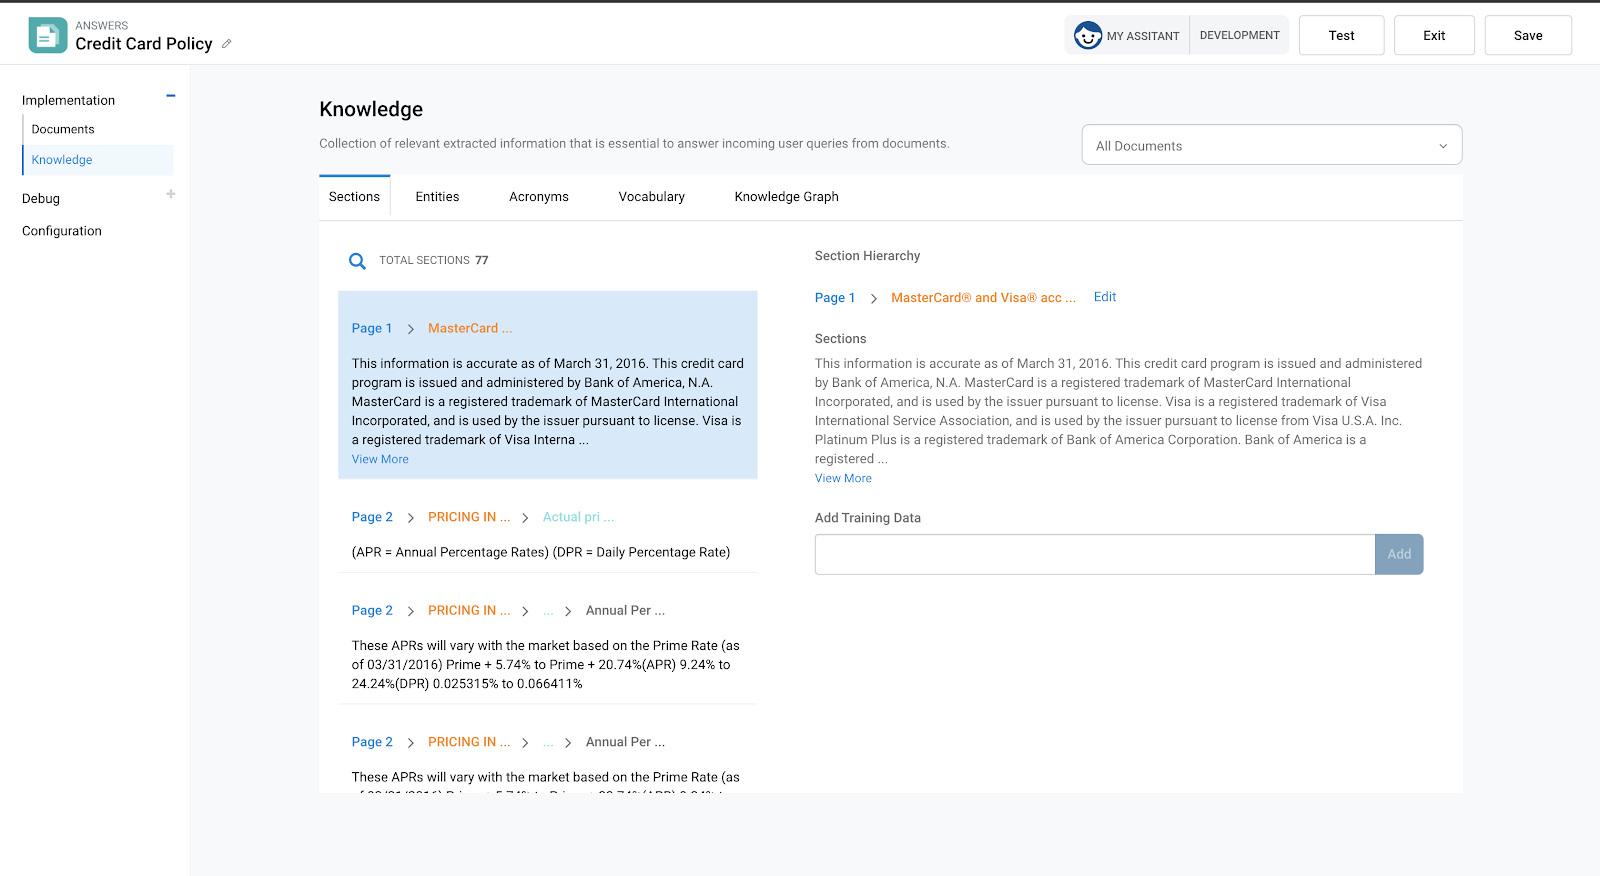 ANSWERS
Credit Card Policy
MY ASSITANT
DEVELOPMENT
Test
Exit
Save
Implementation
Documents
Knowledge
Debug
Configuration
Knowledge
Collection of relevant extracted information that is essential to answer incoming user queries from documents.
All Documents
Sections
Entities
Acronyms
Vocabulary
Knowledge Graph
TOTAL SECTIONS 77
Page 1 > MasterCard ...
This information is accurate as of March 31, 2016. This credit card
program is issued and administered by Bank of America, N.A.
MasterCard is a registered trademark of MasterCard International
Incorporated, and is used by the issuer pursuant to license. Visa is
a registered trademark of Visa Interna ...
View More
Page 2 > PRICING IN ... > Actual pri ...
(APR = Annual Percentage Rates) (DPR = Daily Percentage Rate)
Page 2 > PRICING IN ... > ... > Annual Per ...
These APRs will vary with the market based on the Prime Rate (as
of 03/31/2016) Prime + 5.74% to Prime + 20.74%(APR) 9.24% to
24.24%(DPR) 0.025315% to 0.066411%
Page 2 > PRICING IN ... > ... > Annual Per ...
These APRs will vary with the market based on the Prime Rate (as
Section Hierarchy
Page 1 > MasterCard® and Visa® acc ... Edit
Sections
This information is accurate as of March 31, 2016. This credit card program is issued and administered
by Bank of America, N.A. MasterCard is a registered trademark of MasterCard International
Incorporated, and is used by the issuer pursuant to license. Visa is a registered trademark of Visa
International Service Association, and is used by the issuer pursuant to license from Visa U.S.A. Inc.
Platinum Plus is a registered trademark of Bank of America Corporation. Bank of America is a
registered ...
View More
Add Training Data
Add